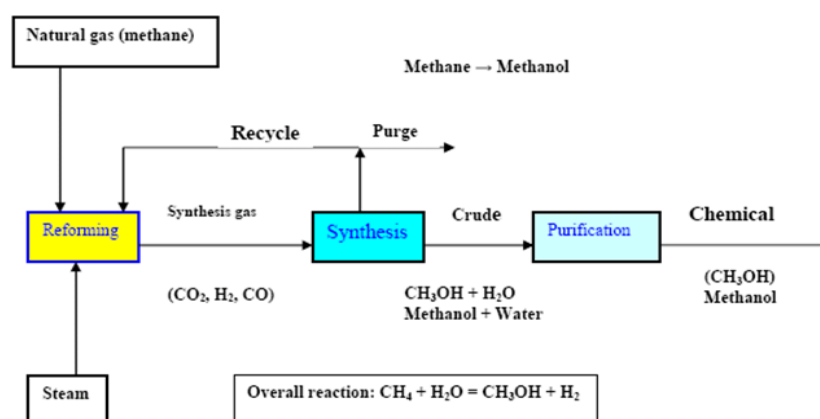 Natural gas (methane)
Methane → Methanol
Recycle
Purge
Reforming
Synthesis gas
Synthesis
Crude
Purification
Chemical
(CO₂, H₂, CO)
CH₃OH + H₂O
Methanol + Water
(CH₃OH)
Methanol
Steam
Overall reaction: CH₄ + H₂O = CH₃OH + H₂